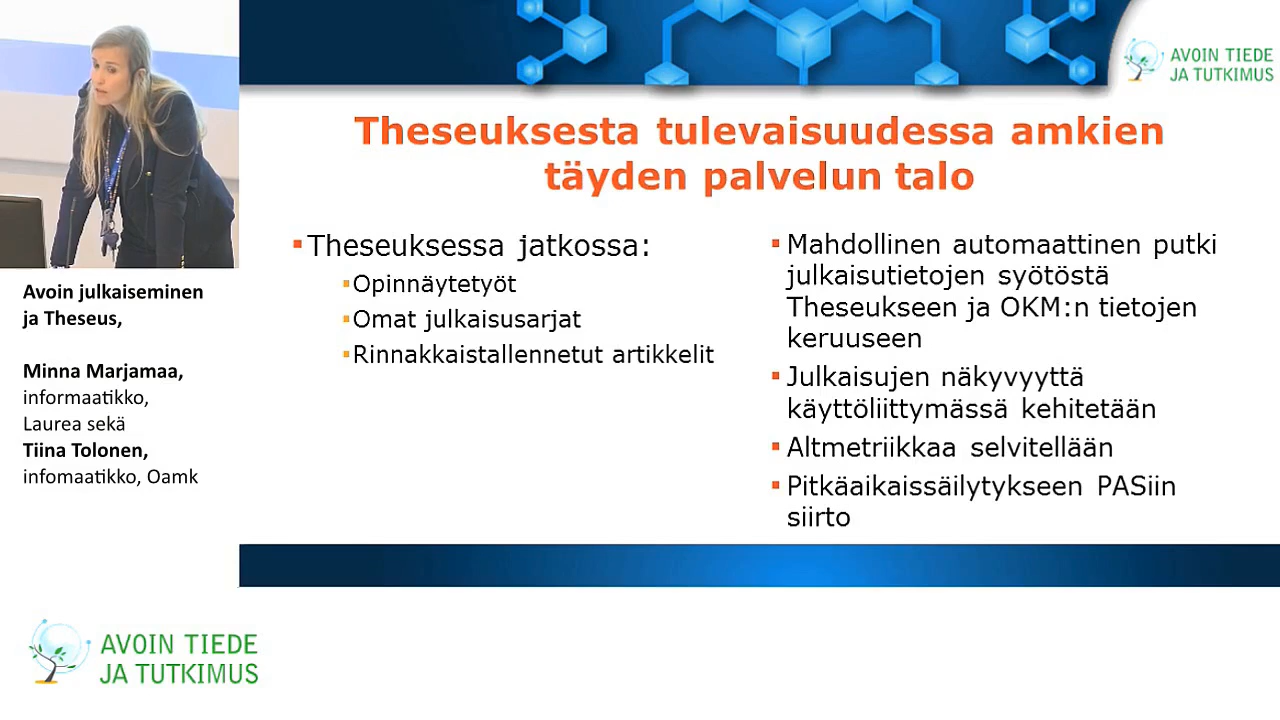 AVOIN TIEDE
JA TUTKIMUS
Theseuksesta tulevaisuudessa amkien
täyden palvelun talo
Theseuksessa jatkossa:
Opinnäytetyöt
Omat julkaisusarjat
Rinnakkaistallennetut artikkelit
Mahdollinen automaattinen putki
julkaisutietojen syötöstä
Theseukseen ja OKM:n tietojen
keruuseen
Julkaisujen näkyvyyttä
käyttöliittymässä kehitetään
Altmetriikkaa selvitellään
Pitkäaikaissäilytykseen PASiin
siirto
Avoin julkaiseminen
ja Theseus,
Minna Marjamaa,
informaatikko,
Laurea sekä
Tiina Tolonen,
infomaatikko, Oamk
AVOIN TIEDE
JA TUTKIMUS